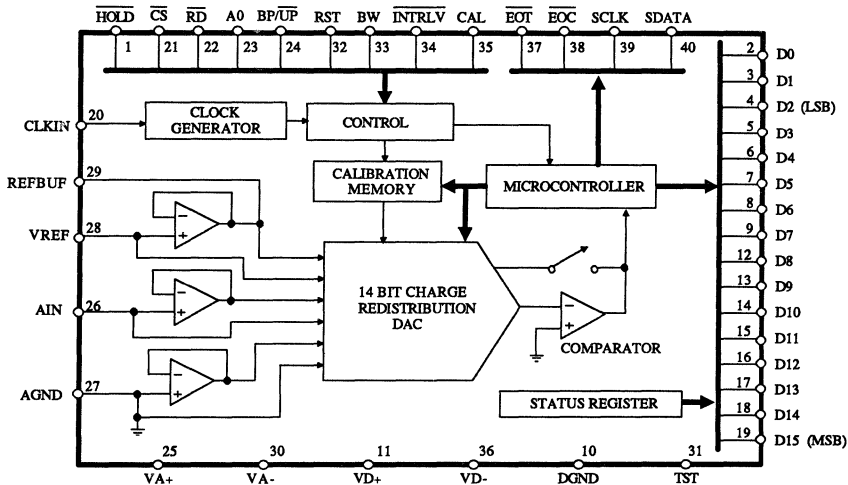 HOLD CS RD A0 BP/UP RST BW INTRLV CAL EOT EOC SCLK SDATA
1 21 22 23 24 32 33 34 35 37 38 39 40
2 D0
3 D1
4 D2 (LSB)
5 D3
6 D4
7 D5
8 D6
9 D7
12 D8
13 D9
14 D10
15 D11
16 D12
17 D13
18 D14
19 D15 (MSB)
CLKIN 20
CLOCK
GENERATOR
CONTROL
CALIBRATION
MEMORY
MICROCONTROLLER
REFBUF 29
VREF 28
AIN 26
AGND 27
-
+
-
+
-
+
14 BIT CHARGE
REDISTRIBUTION
DAC
-
+
COMPARATOR
STATUS REGISTER
25 30 11 36 10 31
VA+ VA- VD+ VD- DGND TST